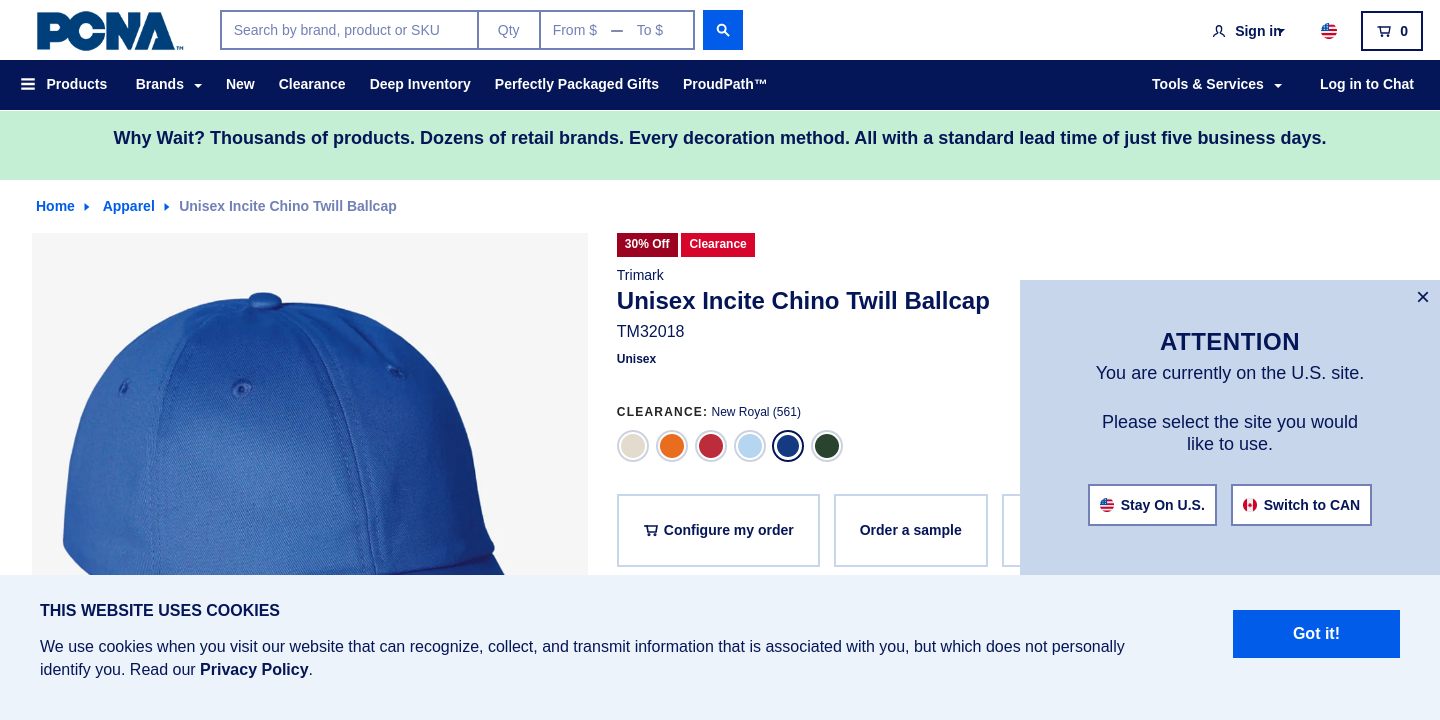 PCNA™
Search by brand, product or SKU
Qty
From $ — To $
Sign in
0
Products
Brands
New
Clearance
Deep Inventory
Perfectly Packaged Gifts
ProudPath™
Tools & Services
Log in to Chat
Why Wait? Thousands of products. Dozens of retail brands. Every decoration method. All with a standard lead time of just five business days.
Home
Apparel
Unisex Incite Chino Twill Ballcap
30% Off
Clearance
Trimark
Unisex Incite Chino Twill Ballcap
TM32018
Unisex
CLEARANCE: New Royal (561)
Configure my order
Order a sample
×
ATTENTION
You are currently on the U.S. site.
Please select the site you would
like to use.
Stay On U.S.
Switch to CAN
THIS WEBSITE USES COOKIES
We use cookies when you visit our website that can recognize, collect, and transmit information that is associated with you, but which does not personally
identify you. Read our Privacy Policy.
Got it!